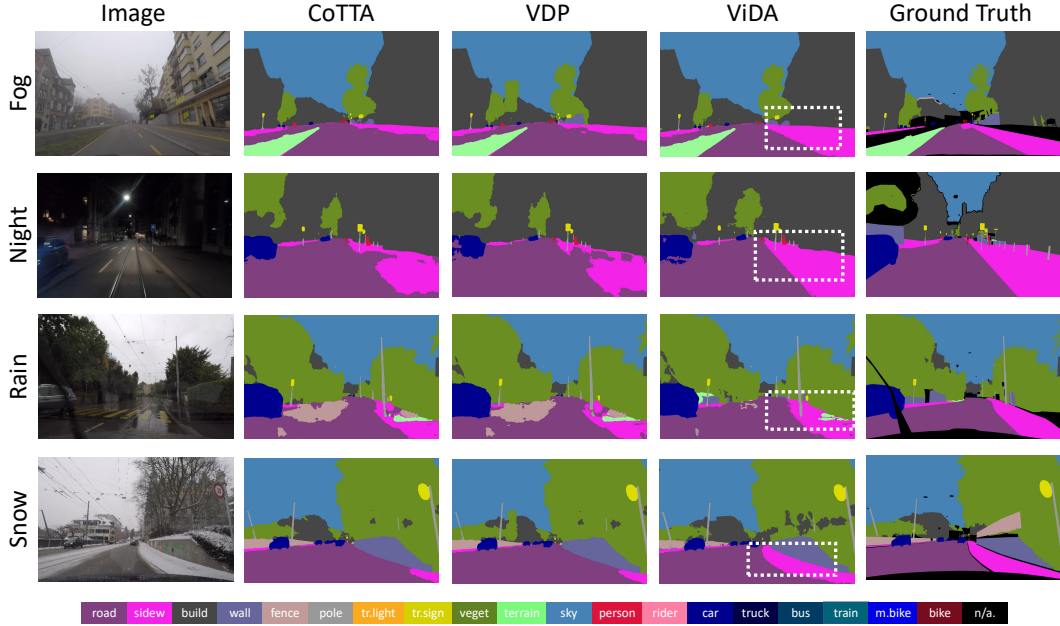 Image CoTTA VDP ViDA Ground Truth
Fog
Night
Rain
Snow
road sidew build wall fence pole tr.light tr.sign veget terrain sky person rider car truck bus train m.bike bike n/a.